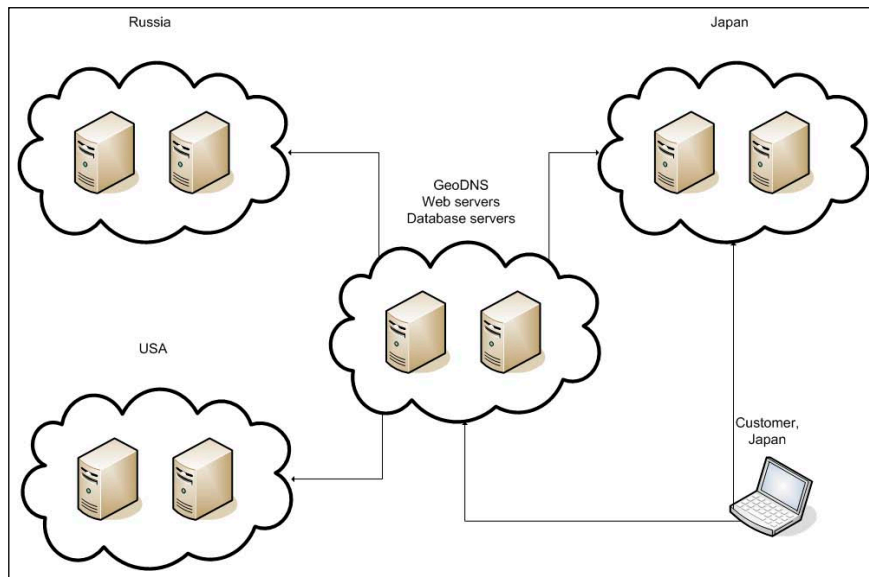 Russia
Japan
GeoDNS
Web servers
Database servers
USA
Customer,
Japan